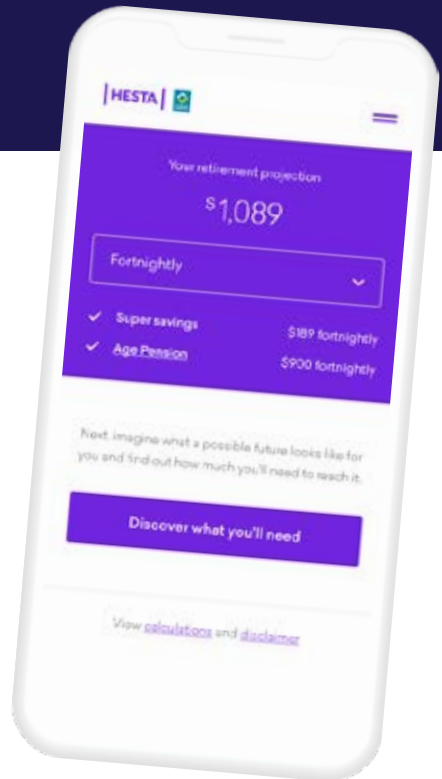 |HESTA|
Your retirement projection
$1,089
Fortnightly
Super savings $189 fortnightly
Age Pension $900 fortnightly
Next, imagine what a possible future looks like for
you and find out how much you'll need to reach it.
Discover what you'll need
View calculations and disclaimer